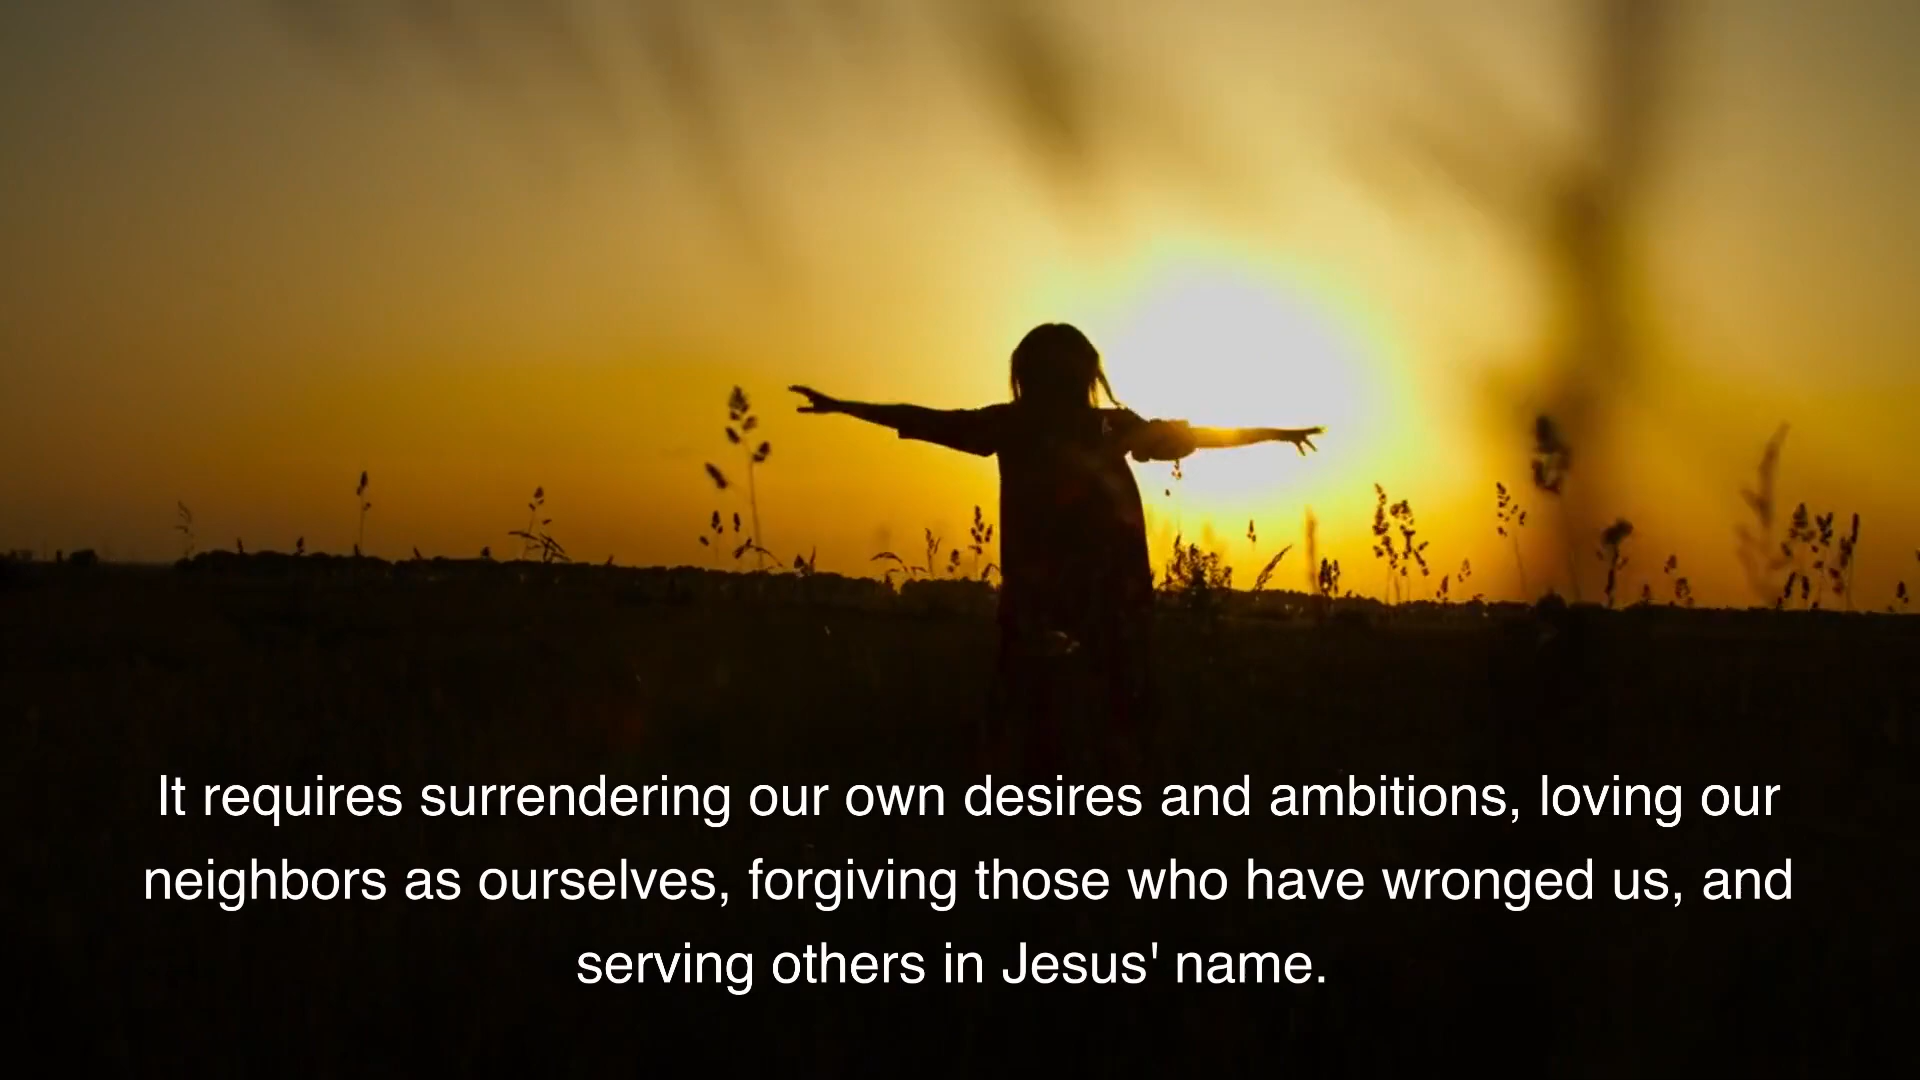 It requires surrendering our own desires and ambitions, loving our
neighbors as ourselves, forgiving those who have wronged us, and
serving others in Jesus' name.